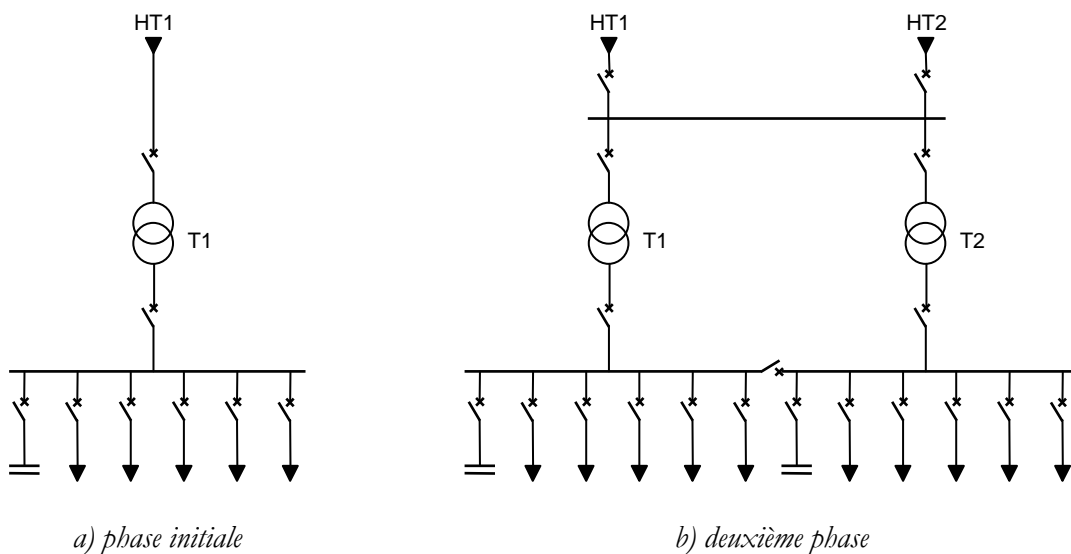 HT1
T1
a) phase initiale
HT1 HT2
T1 T2
b) deuxième phase